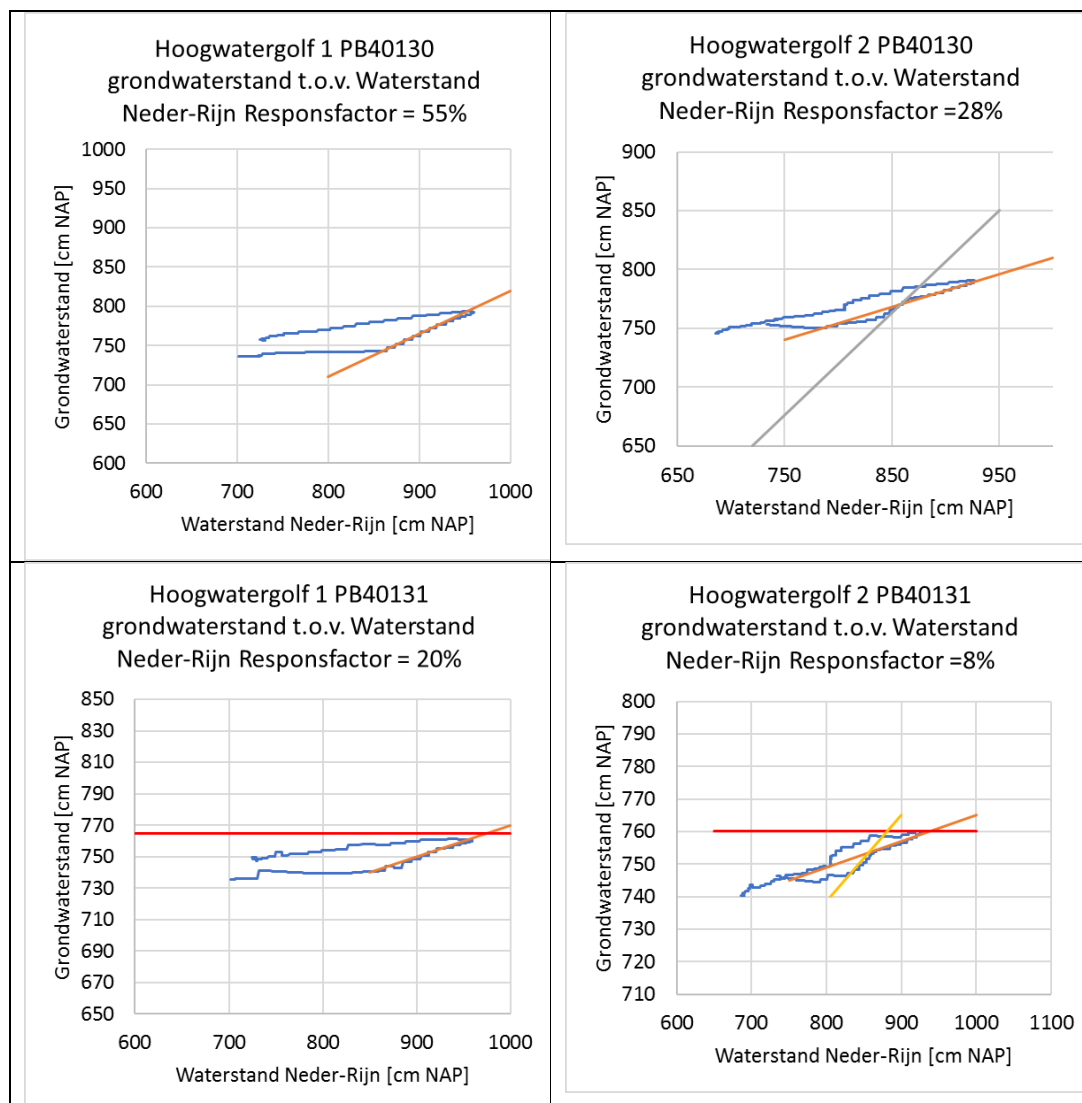 Hoogwatergolf 1 PB40130
grondwaterstand t.o.v. Waterstand
Neder-Rijn Responsfactor = 55%
Grondwaterstand [cm NAP]
1000
950
900
850
800
750
700
650
600
600 700 800 900 1000
Waterstand Neder-Rijn [cm NAP]
Hoogwatergolf 2 PB40130
grondwaterstand t.o.v. Waterstand
Neder-Rijn Responsfactor =28%
Grondwaterstand [cm NAP]
900
850
800
750
700
650
650 750 850 950
Waterstand Neder-Rijn [cm NAP]
Hoogwatergolf 1 PB40131
grondwaterstand t.o.v. Waterstand
Neder-Rijn Responsfactor = 20%
Grondwaterstand [cm NAP]
850
830
810
790
770
750
730
710
690
670
650
600 700 800 900 1000
Waterstand Neder-Rijn [cm NAP]
Hoogwatergolf 2 PB40131
grondwaterstand t.o.v. Waterstand
Neder-Rijn Responsfactor =8%
Grondwaterstand [cm NAP]
800
790
780
770
760
750
740
730
720
710
600 700 800 900 1000 1100
Waterstand Neder-Rijn [cm NAP]